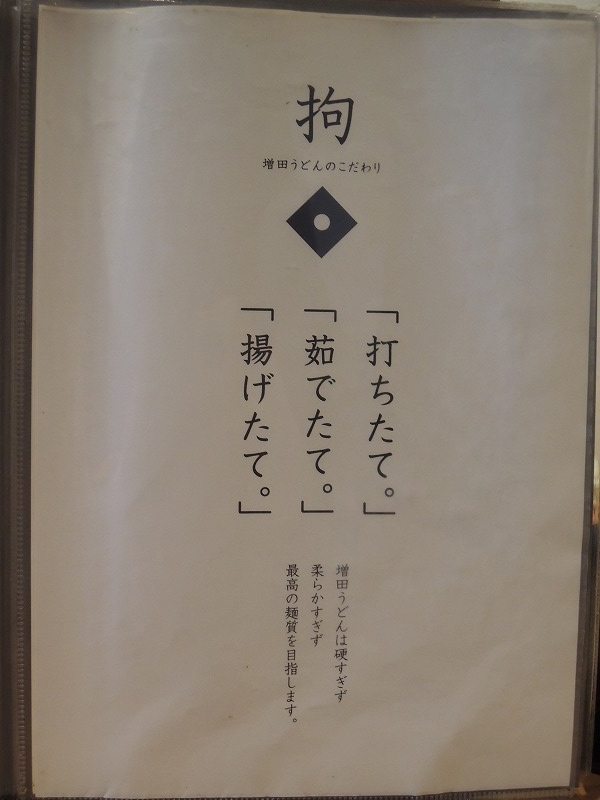 拘
増田うどんのこだわり
「打ちたて。」
「茹でたて。」
「揚げたて。」
増田うどんは硬すぎず
柔らかすぎず
最高の麺質を目指します。